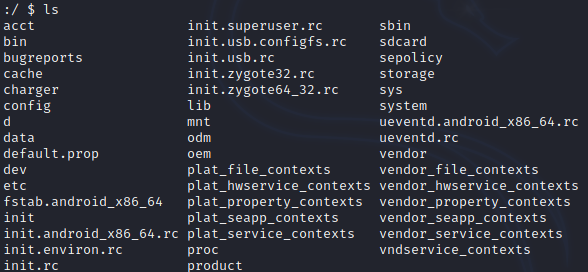 :/ $ ls
acct init.superuser.rc sbin
bin init.usb.configfs.rc sdcard
bugreports init.usb.rc sepolicy
cache init.zygote32.rc storage
charger init.zygote64_32.rc sys
config lib system
d mnt ueventd.android_x86_64.rc
data odm ueventd.rc
default.prop oem vendor
dev plat_file_contexts vendor_file_contexts
etc plat_hwservice_contexts vendor_hwservice_contexts
fstab.android_x86_64 plat_property_contexts vendor_property_contexts
init plat_seapp_contexts vendor_seapp_contexts
init.android_x86_64.rc plat_service_contexts vendor_service_contexts
init.environ.rc proc vndservice_contexts
init.rc product